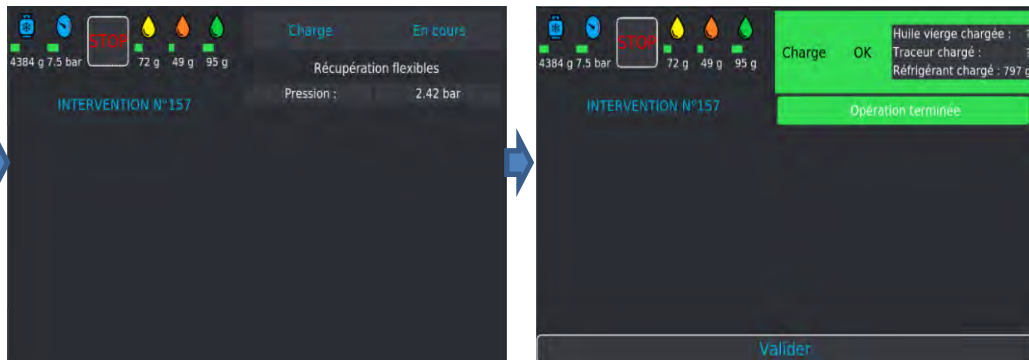 STOP
Charge En cours
4384 g 7.5 bar 72 g 49 g 95 g
Récupération flexibles
Pression : 2.42 bar
INTERVENTION N°157
STOP
Charge OK
Huile vierge chargée :
Traceur chargé :
Réfrigérant chargé : 797 g
4384 g 7.5 bar 72 g 49 g 95 g
INTERVENTION N°157
Opération terminée
Valider